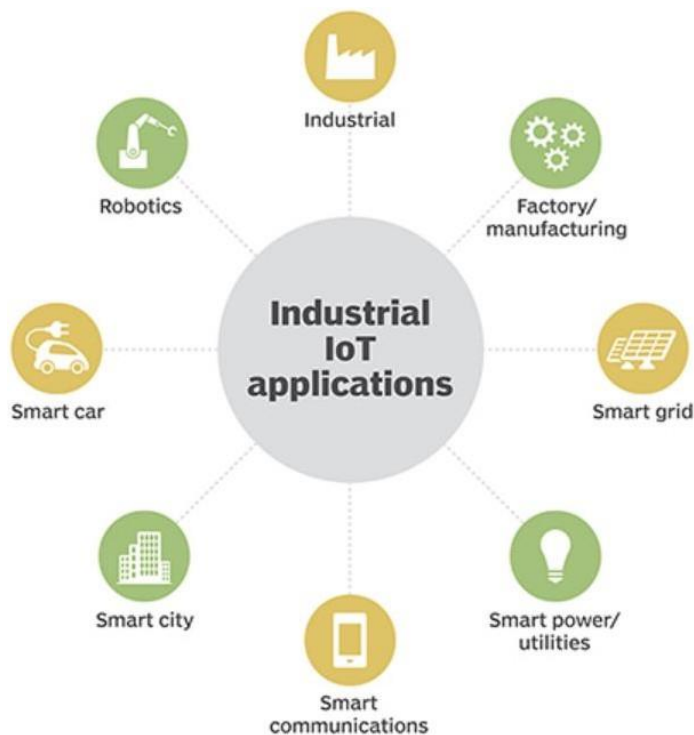 Industrial
Robotics
Factory/
manufacturing
Industrial
IoT
applications
Smart car
Smart grid
Smart city
Smart power/
utilities
Smart
communications